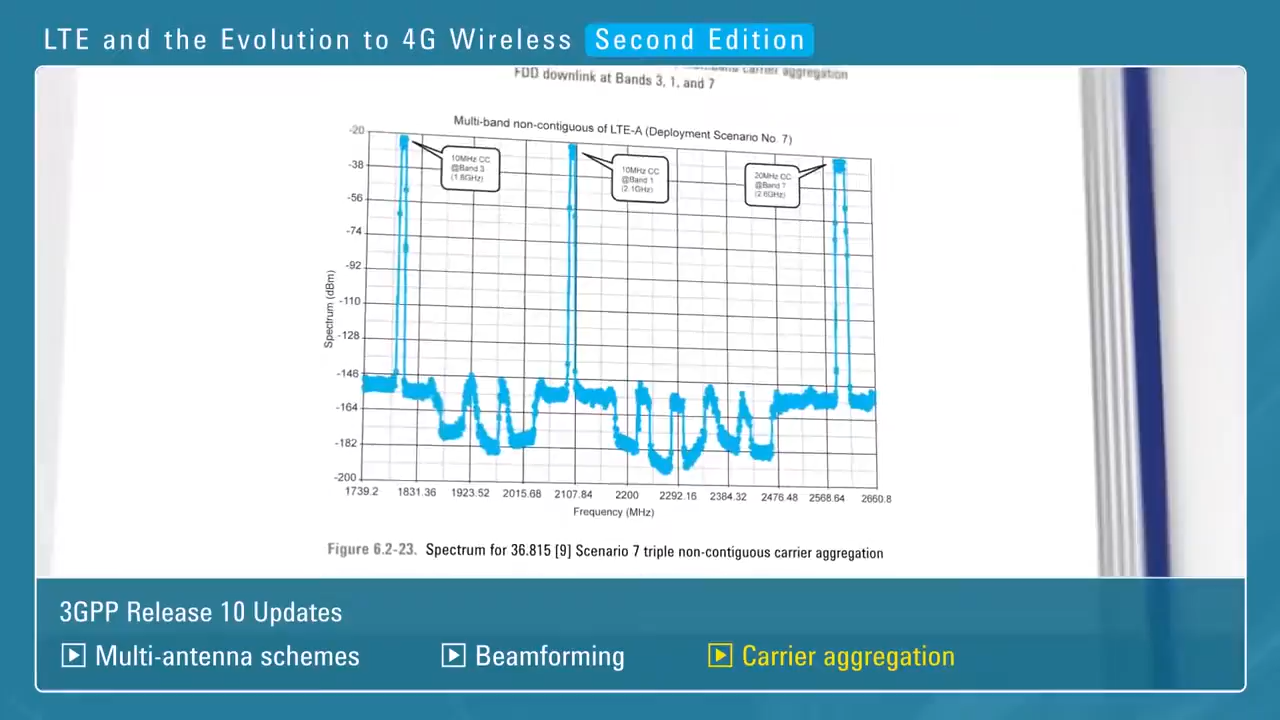 LTE and the Evolution to 4G Wireless Second Edition
carrier aggregation
FDD downlink at Bands 3, 1, and 7
Multi-band non-contiguous of LTE-A (Deployment Scenario No. 7)
-20
-38
-56
-74
-92
-110
-128
-146
-164
-182
-200
10MHz CC
@Band 3
(1.8GHz)
10MHz CC
@Band 1
(2.1GHz)
20MHz CC
@Band 7
(2.6GHz)
Spectrum (dBm)
1739.2 1831.36 1923.52 2015.68 2107.84 2200 2292.16 2384.32 2476.48 2568.64 2660.8
Frequency (MHz)
Figure 6.2-23. Spectrum for 36.815 [9] Scenario 7 triple non-contiguous carrier aggregation
3GPP Release 10 Updates
Multi-antenna schemes Beamforming Carrier aggregation